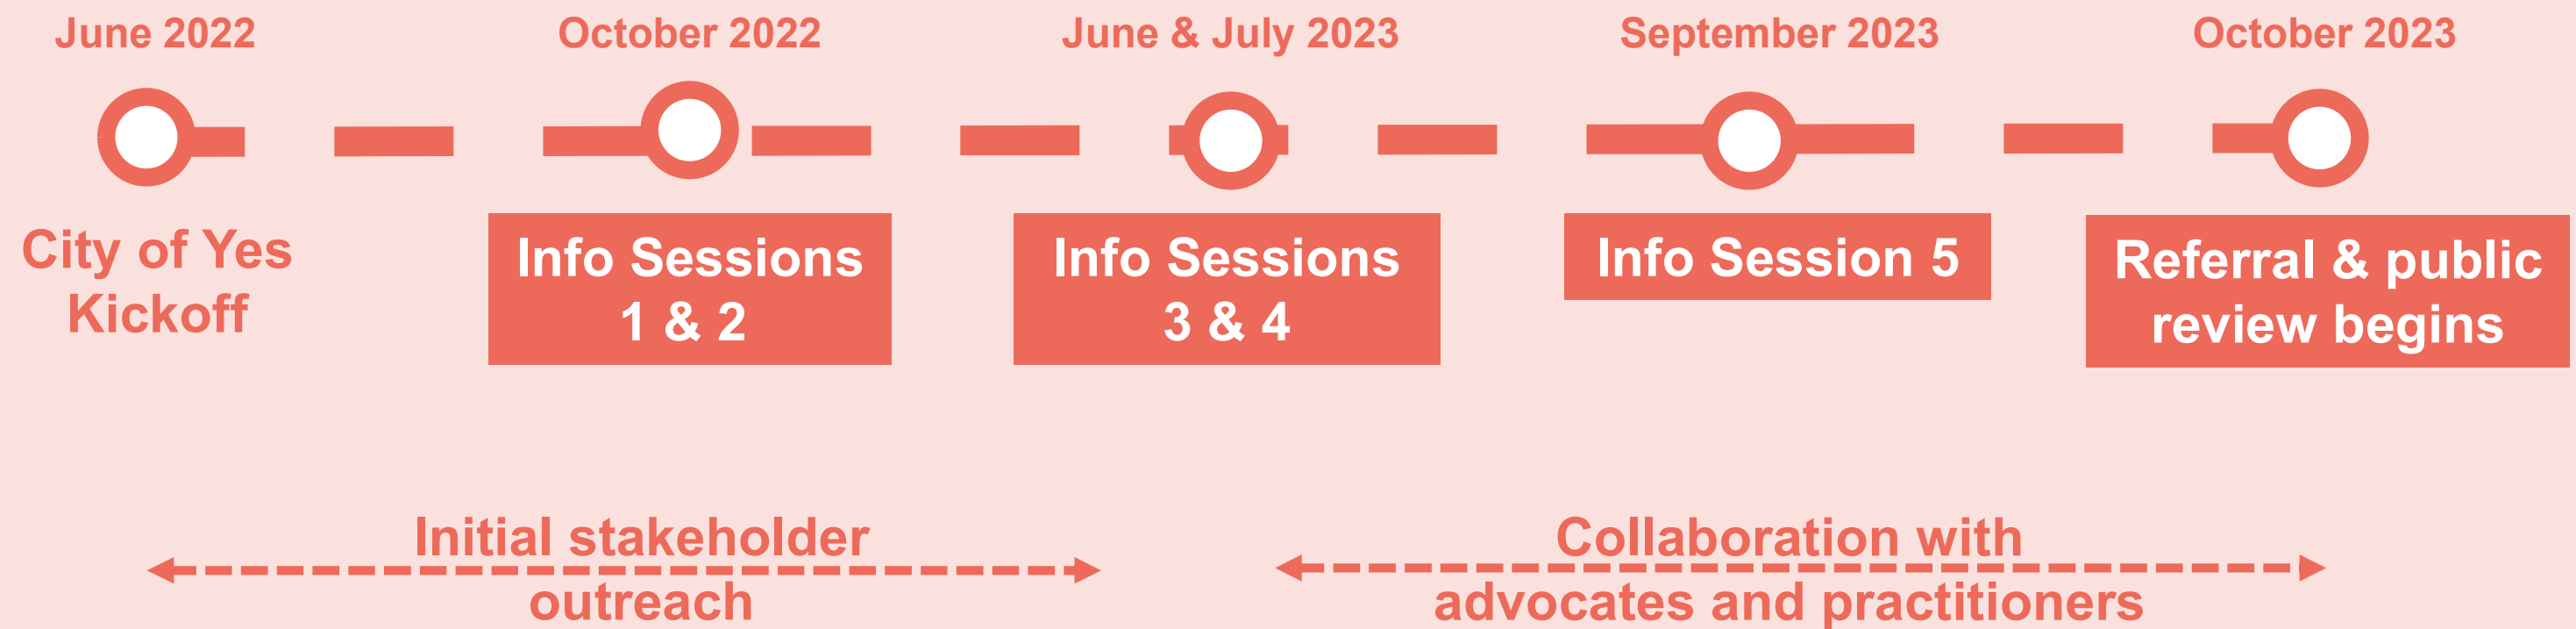 June 2022
October 2022
June & July 2023
September 2023
October 2023
City of Yes
Kickoff
Info Sessions
1 & 2
Info Sessions
3 & 4
Info Session 5
Referral & public
review begins
Initial stakeholder
outreach
Collaboration with
advocates and practitioners